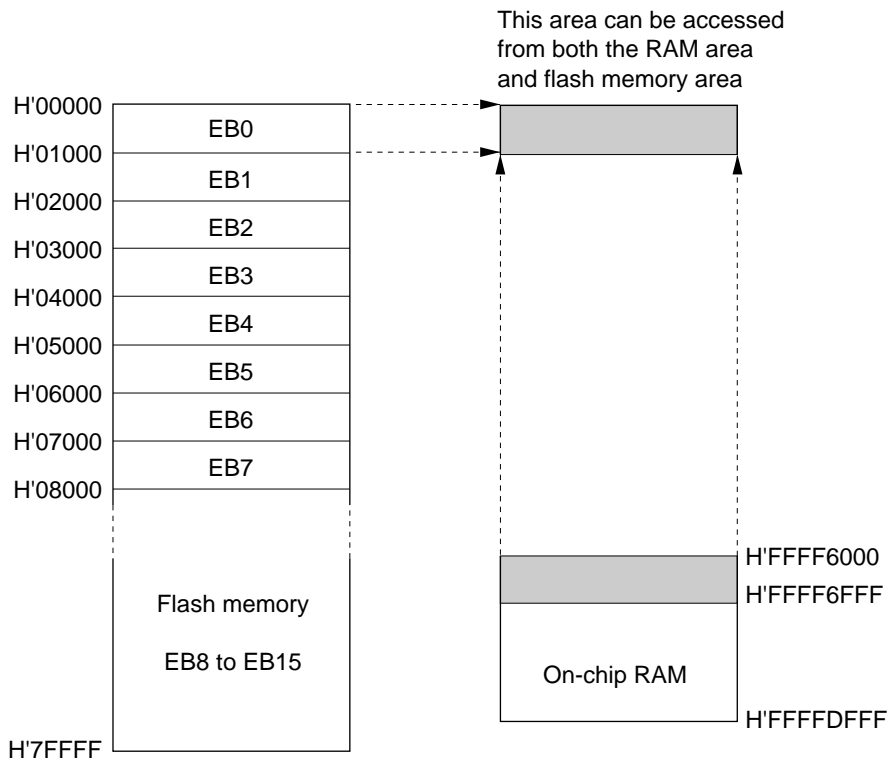 This area can be accessed
from both the RAM area
and flash memory area
H'00000
EB0
H'01000
EB1
H'02000
EB2
H'03000
EB3
H'04000
EB4
H'05000
EB5
H'06000
EB6
H'07000
EB7
H'08000
Flash memory
EB8 to EB15
H'7FFFF
H'FFFF6000
H'FFFF6FFF
On-chip RAM
H'FFFFDFFF